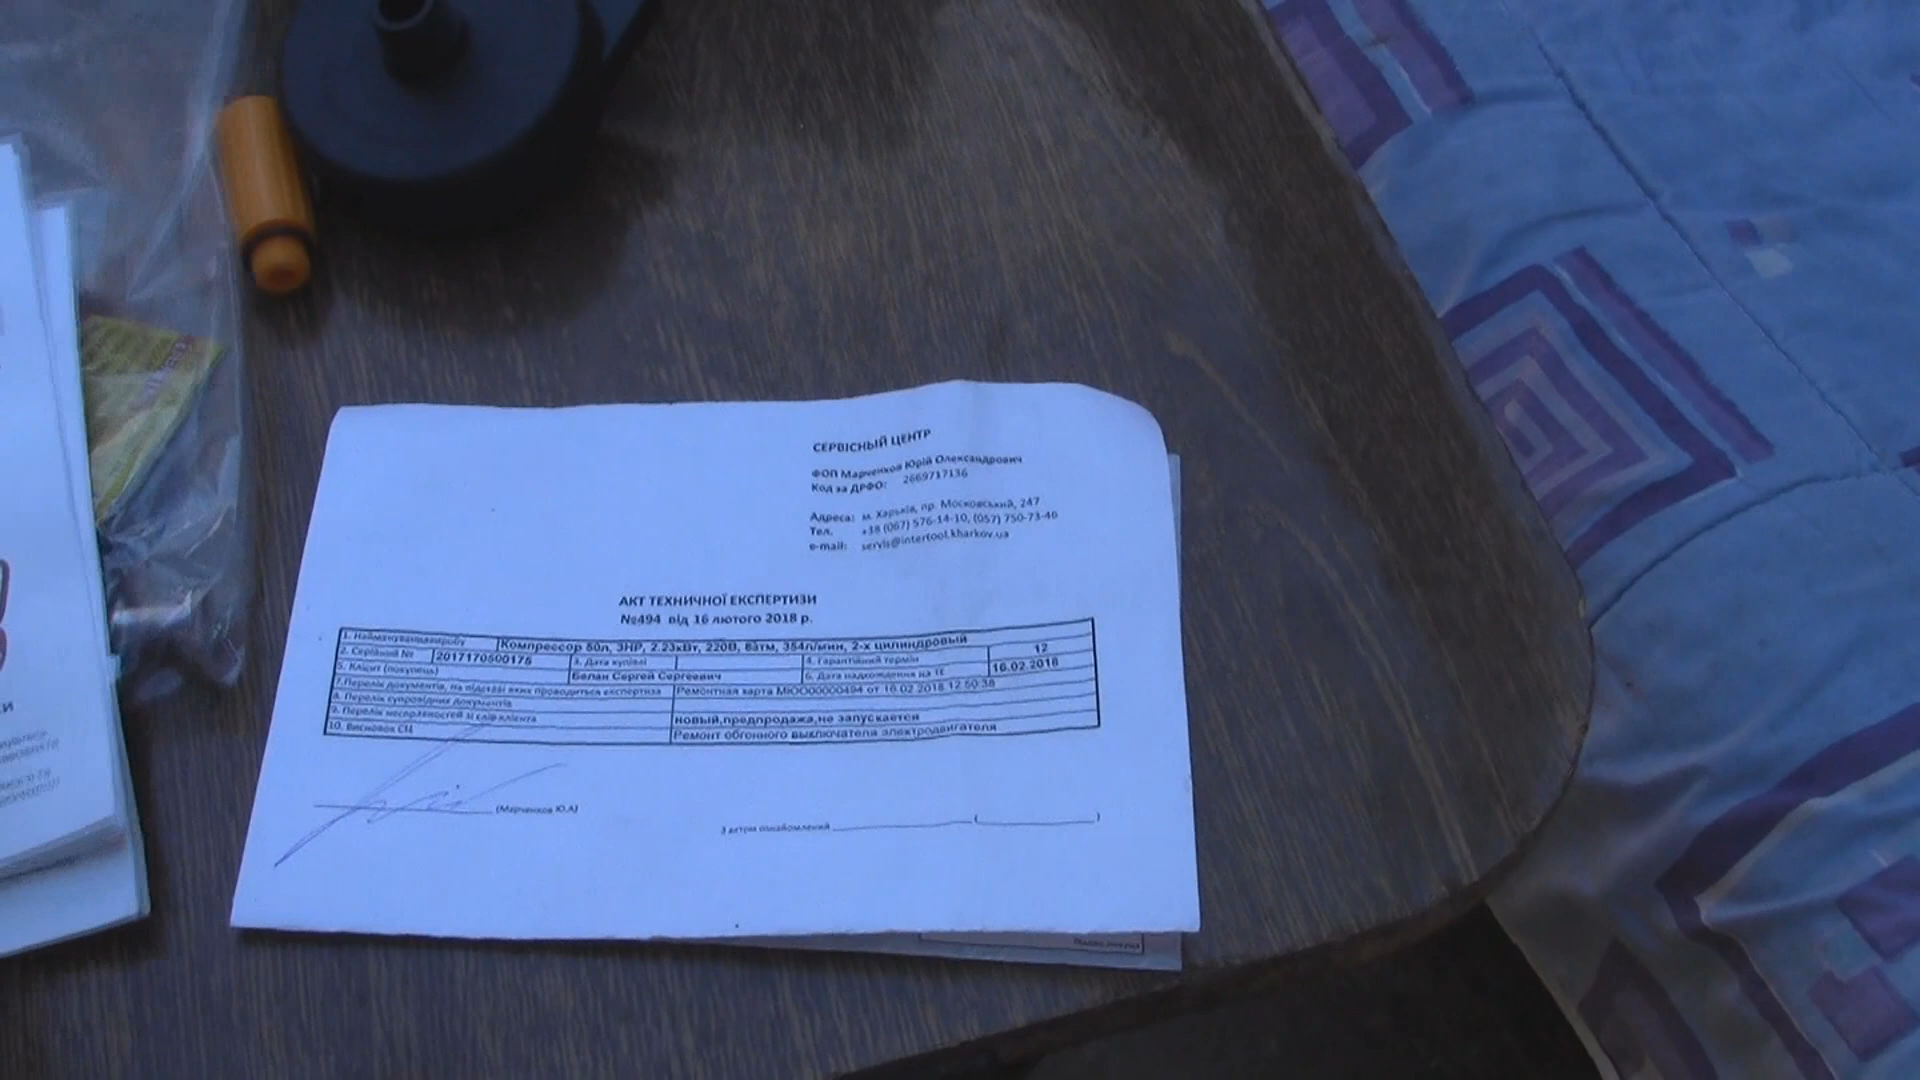 СЕРВІСНЫЙ ЦЕНТР
ФОП Марченков Юрій Олександрович
Код за ДРФО: 2669717136
Адреса: м. Харьків, пр. Московський, 247
Тел. +38 (067) 576-14-10, (057) 750-73-46
e-mail: servis@intertool.kharkov.ua
АКТ ТЕХНИЧНОЇ ЕКСПЕРТИЗИ
№494 від 16 лютого 2018 р.
1. Найменування виробу Компрессор 50л, 3HP, 2.23кВт, 220В, 8атм, 354л/мин, 2-х цилиндровый
2. Серійний № 2017170500175 3. Дата купівлі 4. Гарантійний термін 12
5. Клієнт (покупець) Белан Сергей Сергеевич 6. Дата надходження на ТЕ 16.02.2018
7. Перелік документів, на підставі яких проводиться експертиза Ремонтная карта МЮО00000494 от 16.02.2018 12:50:38
8. Перелік супровідних документів
9. Перелік несправностей зі слів клієнта новый,предпродажа,не запускается
10. Висновок СЦ Ремонт обгонного выключателя электродвигателя
(Марченков Ю.А)
З актом ознайомлений ( )